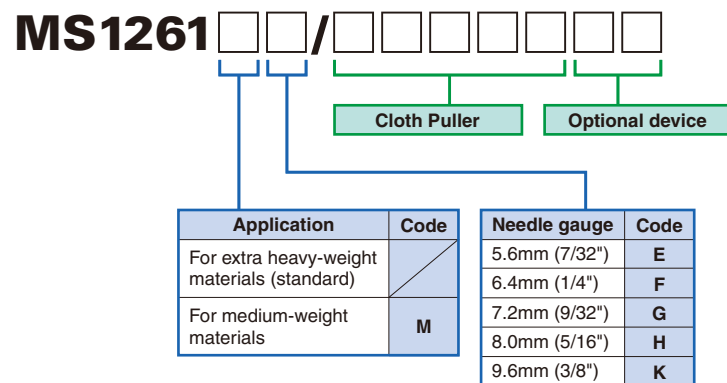 MS1261□□/□□□□□□□
Cloth Puller
Optional device
Application Code
For extra heavy-weight
materials (standard)
For medium-weight
materials
M
Needle gauge Code
5.6mm (7/32") E
6.4mm (1/4") F
7.2mm (9/32") G
8.0mm (5/16") H
9.6mm (3/8") K